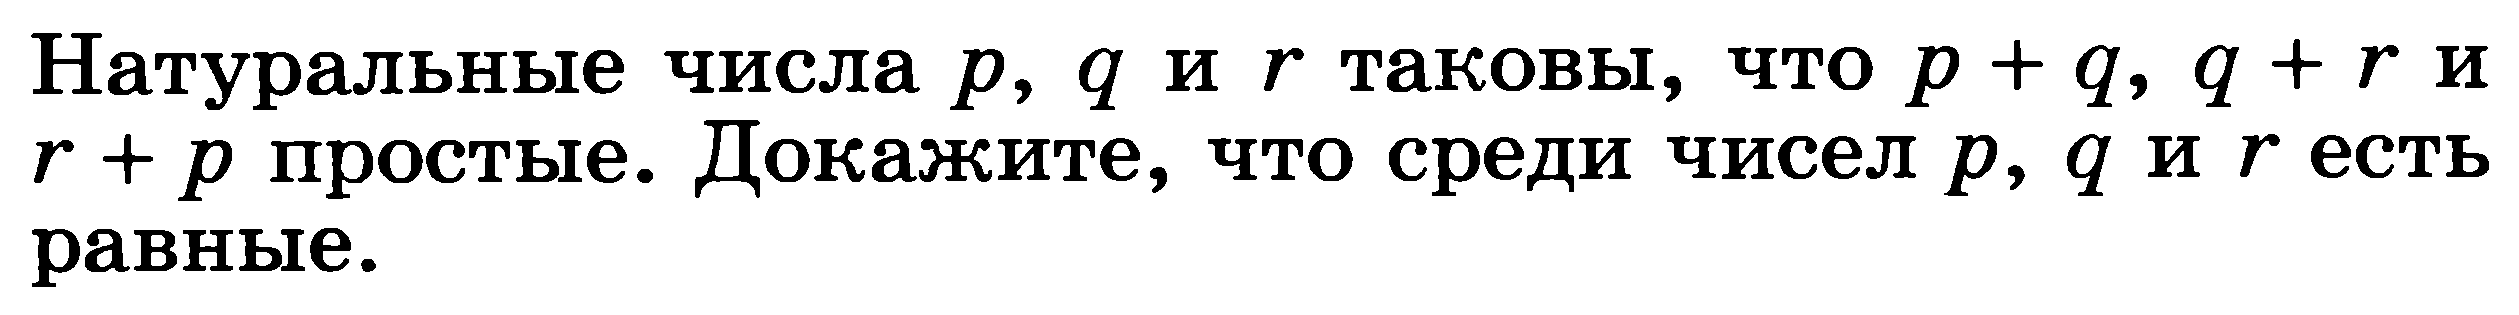 Натуральные числа p, q и r таковы, что p + q, q + r и
r + p простые. Докажите, что среди чисел p, q и r есть
равные.